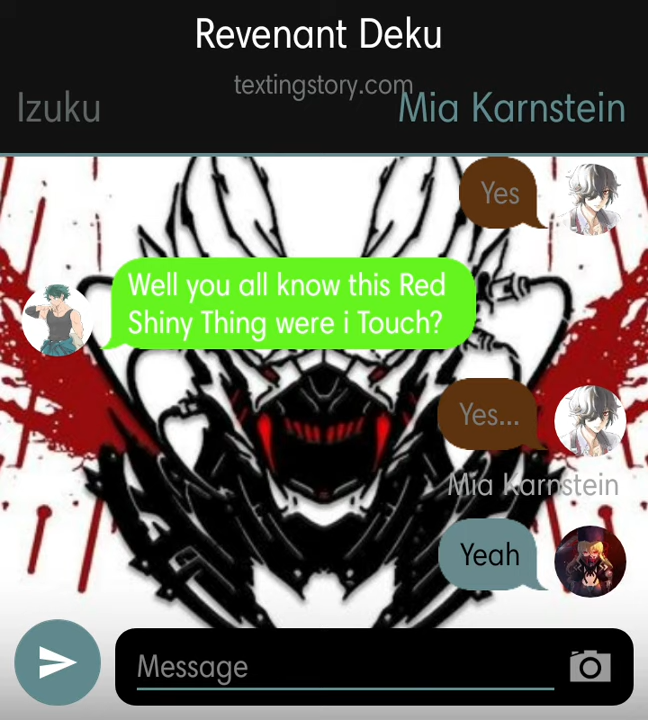 Revenant Deku
textingstory.com
Izuku
Mia Karnstein
Yes
Well you all know this Red
Shiny Thing were i Touch?
Yes...
Mia Karnstein
Yeah
Message